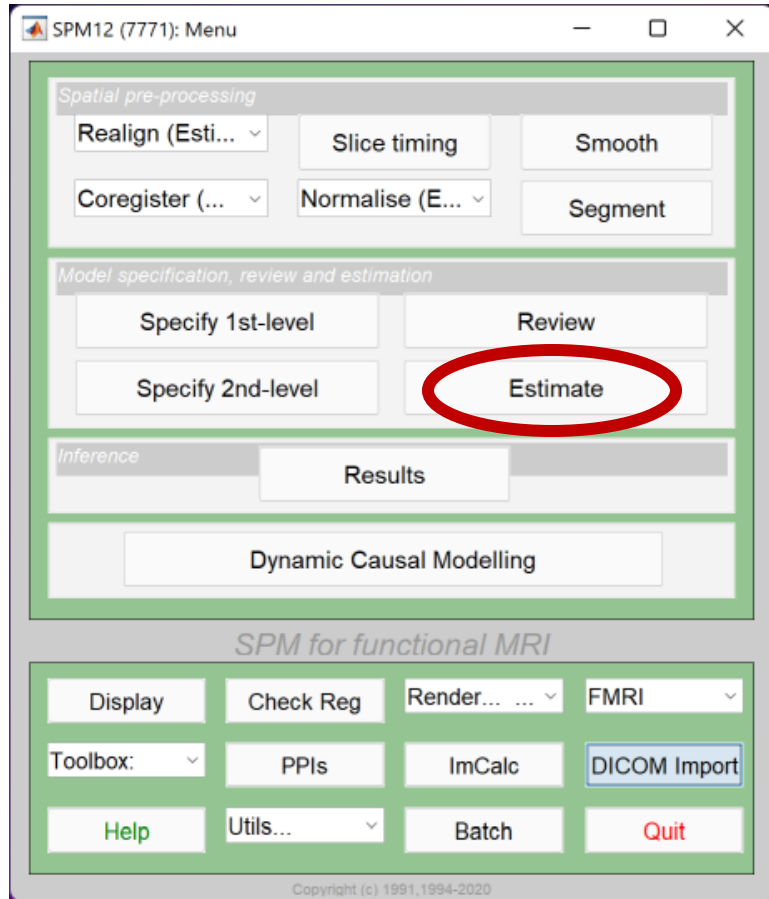 SPM12 (7771): Menu
Spatial pre-processing
Realign (Esti...
Slice timing
Smooth
Coregister (...
Normalise (E...
Segment
Model specification, review and estimation
Specify 1st-level
Review
Specify 2nd-level
Estimate
Inference
Results
Dynamic Causal Modelling
SPM for functional MRI
Display
Check Reg
Render... ...
FMRI
Toolbox:
PPIs
ImCalc
DICOM Import
Help
Utils...
Batch
Quit
Copyright (c) 1991,1994-2020